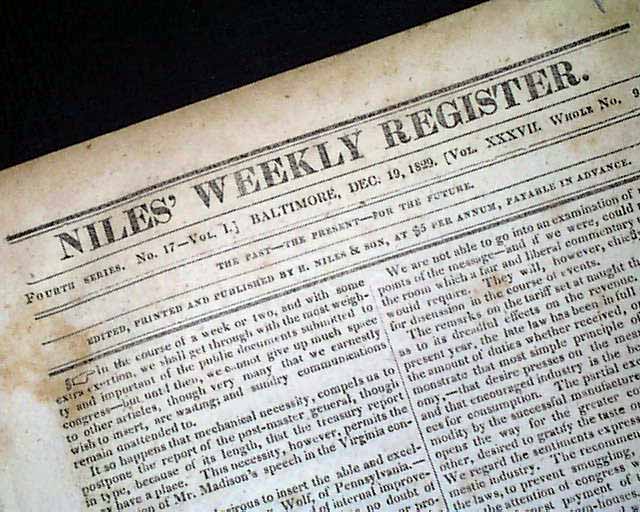 NILES' WEEKLY REGISTER.
FOURTH SERIES. No. 17—VOL. I.] BALTIMORE, DEC. 19, 1829. [VOL. XXXVII. WHOLE No. 9
THE PAST—THE PRESENT—FOR THE FUTURE.
EDITED, PRINTED AND PUBLISHED BY H. NILES & SON, AT $5 PER ANNUM, PAYABLE IN ADVANCE.
in the course of a week or two, and with some
extra exertion, we shall get through with the most weigh-
ty and important of the public documents submitted to
congress—but until then, we cannot give up much space
to other articles, though very many that we earnestly
wish to insert, are wading, and sundry communications
remain unattended to.
It so happens that mechanical necessity, compels us to
postpone the report of the post-master general, though
in type, because of its length, that the treasury report
may have a place. This necessity, however, permits the
of Mr. Madison's speech in the Virginia con-
desirous to insert the able and excel-
Wolf, of Pennsylvania.—
of internal improve-
no doubt of
We are not able to go into an examination of
points of the message—and if we were, could
the room which a fair and liberal commentary
would require. They will, however, chief
for discussion in the course of events.
The remarks on the tariff set at naught
as to its dreadful effects on the revenue,
present year, the late law has been in full
the amount of duties whether received,
monstrate that most simple principle
omy,—that desire presses on the means
and that encouraged industry is the
ces for consumption. The partial
modity by the successful manufacture
opens the way for the greater
other, desired to gratify the taste
We regard the sentiments expressed
mestic industry. The recommen
the laws, to prevent smuggling,
the attention of congress
payment of